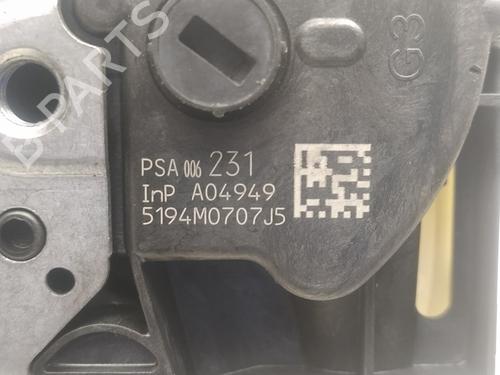 G3
PSA 006 231
InP A04949
5194M0707J5
B PARTS